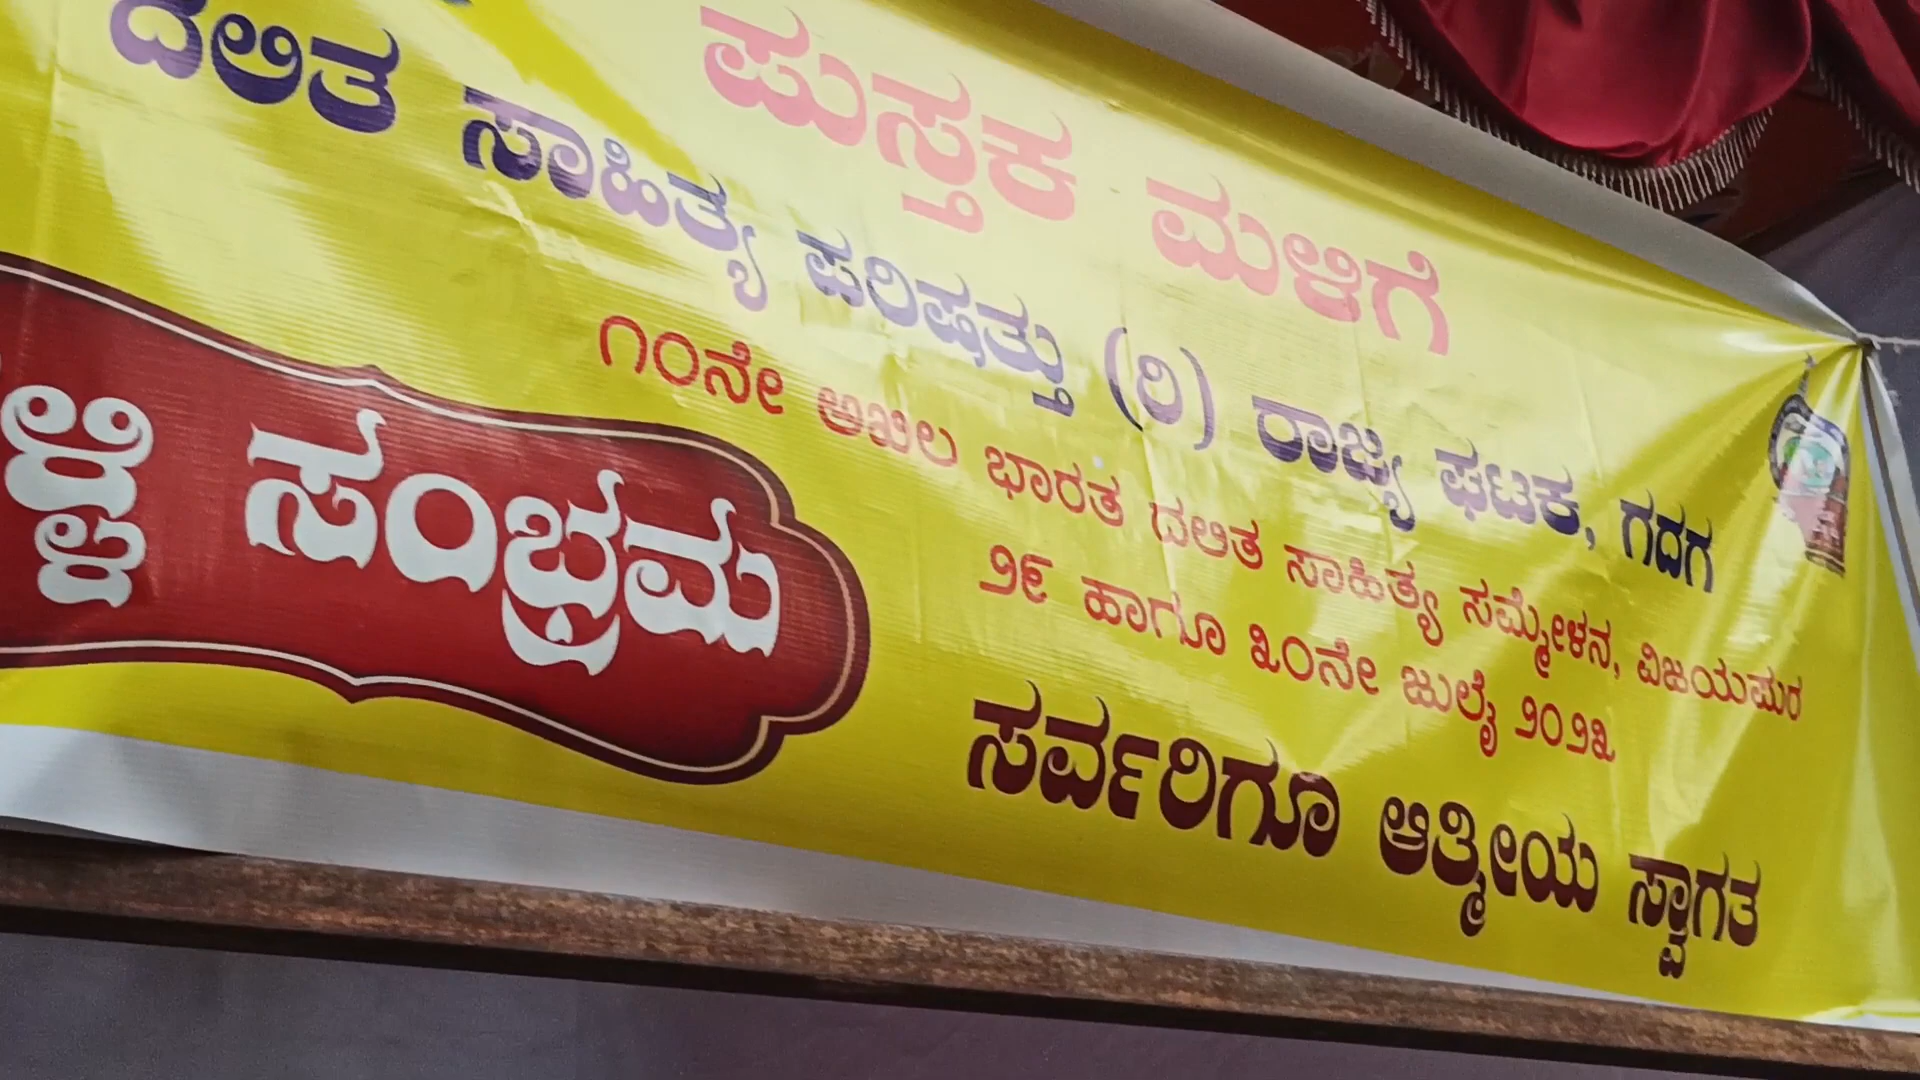 ಪುಸ್ತಕ ಮಳಿಗೆ
ದಲಿತ ಸಾಹಿತ್ಯ ಪರಿಷತ್ತು (ರಿ) ರಾಜ್ಯ ಘಟಕ, ಗದಗ
೧೦ನೇ ಅಖಿಲ ಭಾರತ ದಲಿತ ಸಾಹಿತ್ಯ ಸಮ್ಮೇಳನ, ವಿಜಯಪುರ
೨೯ ಹಾಗೂ ೩೦ನೇ ಜುಲೈ ೨೦೨೩
ಸಂಭ್ರಮ
ಸರ್ವರಿಗೂ ಆತ್ಮೀಯ ಸ್ವಾಗತ